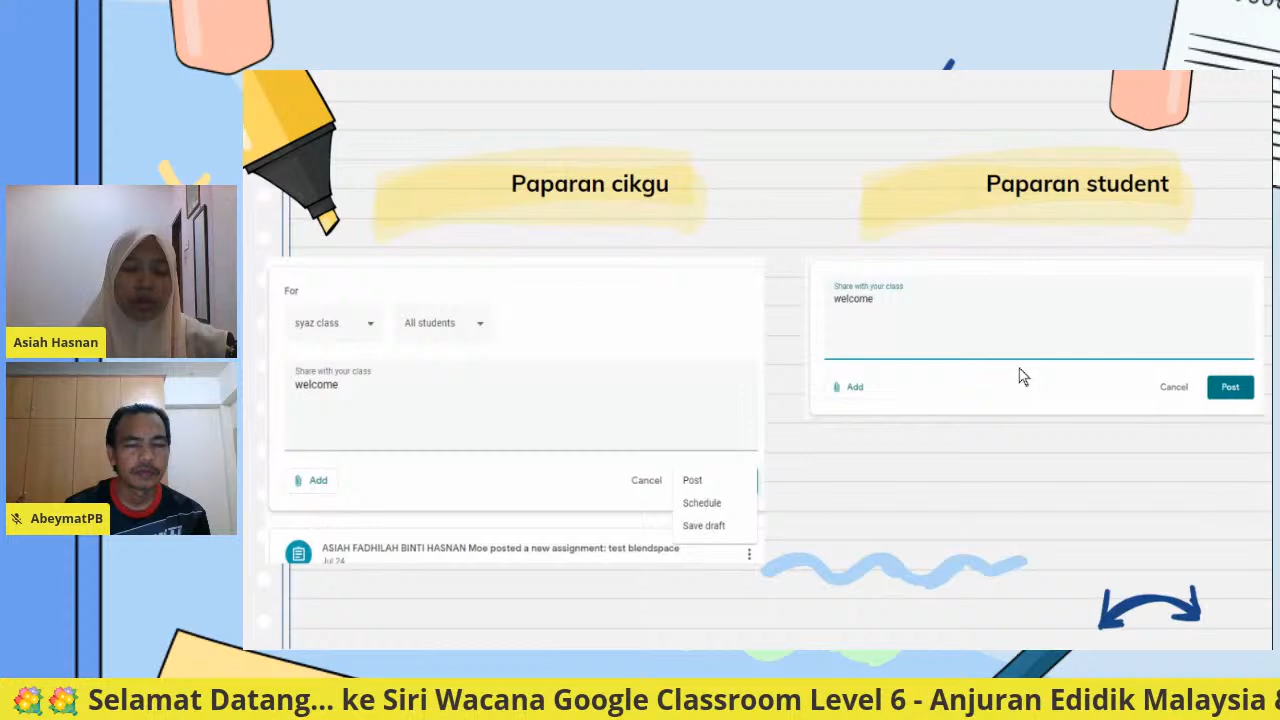 Paparan cikgu
Paparan student
For
syaz class
All students
Share with your class
welcome
Add
Cancel
Post
Schedule
Save draft
ASIAH FADHILAH BINTI HASNAN Moe posted a new assignment: test blendspace
Jul 24
Share with your class
welcome
Add
Cancel
Post
Asiah Hasnan
AbeymatPB
Selamat Datang... ke Siri Wacana Google Classroom Level 6 - Anjuran Edidik Malaysia &